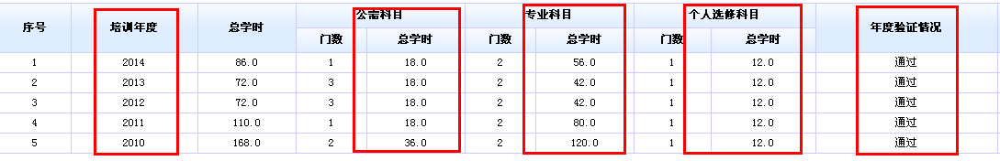 公需科目 专业科目 个人选修科目
序号 培训年度 总学时 年度验证情况
门数 总学时 门数 总学时 门数 总学时
1 2014 86.0 1 18.0 2 56.0 1 12.0 通过
2 2013 72.0 3 18.0 2 42.0 1 12.0 通过
3 2012 72.0 3 18.0 2 42.0 1 12.0 通过
4 2011 110.0 1 18.0 2 80.0 1 12.0 通过
5 2010 168.0 2 36.0 2 120.0 1 12.0 通过